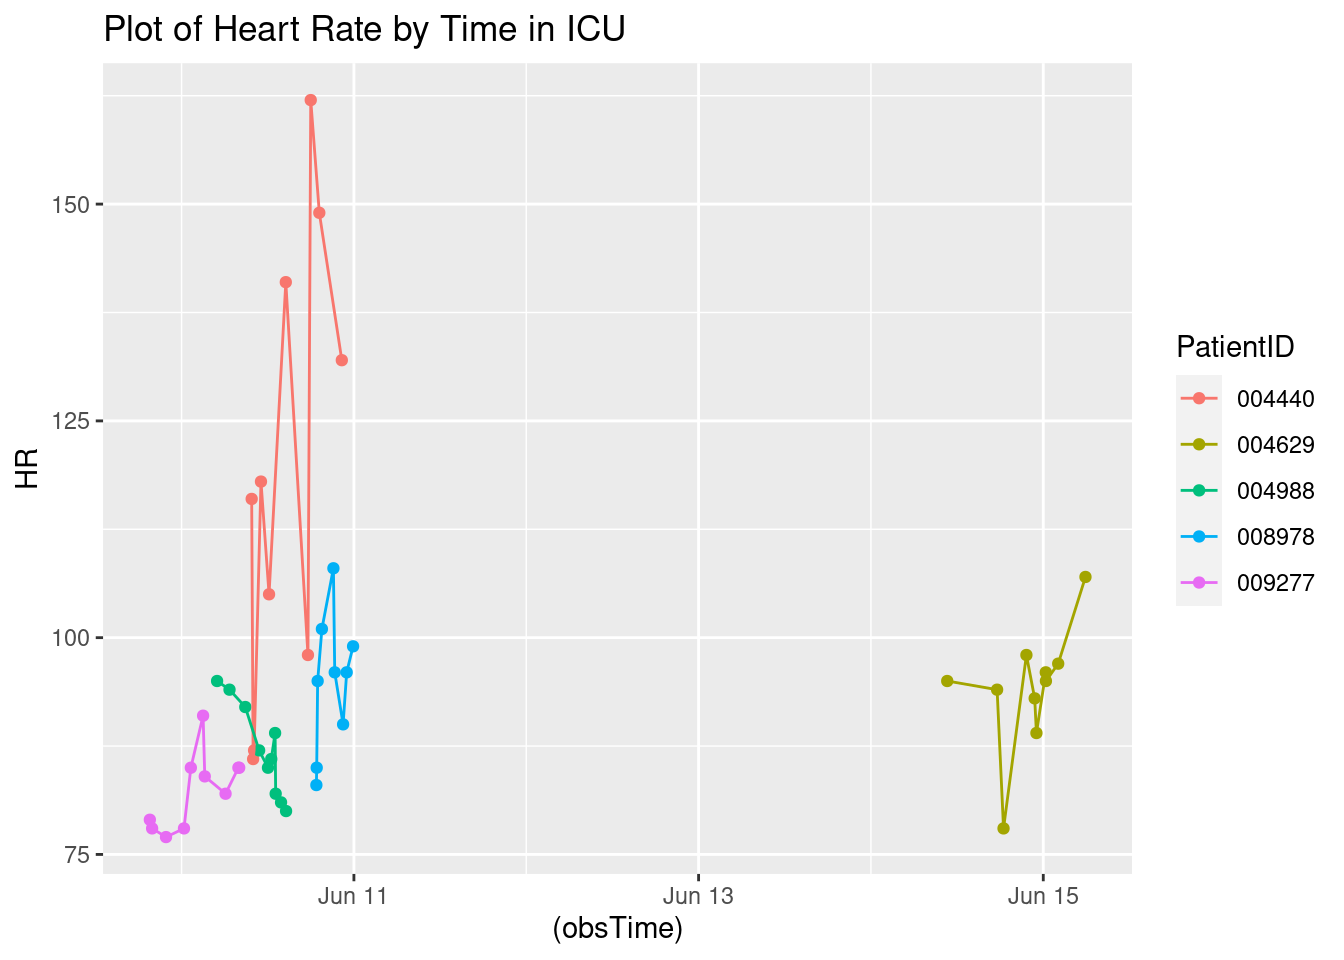 Plot of Heart Rate by Time in ICU
150
125
100
75
HR
Jun 11
Jun 13
Jun 15
(obsTime)
PatientID
004440
004629
004988
008978
009277